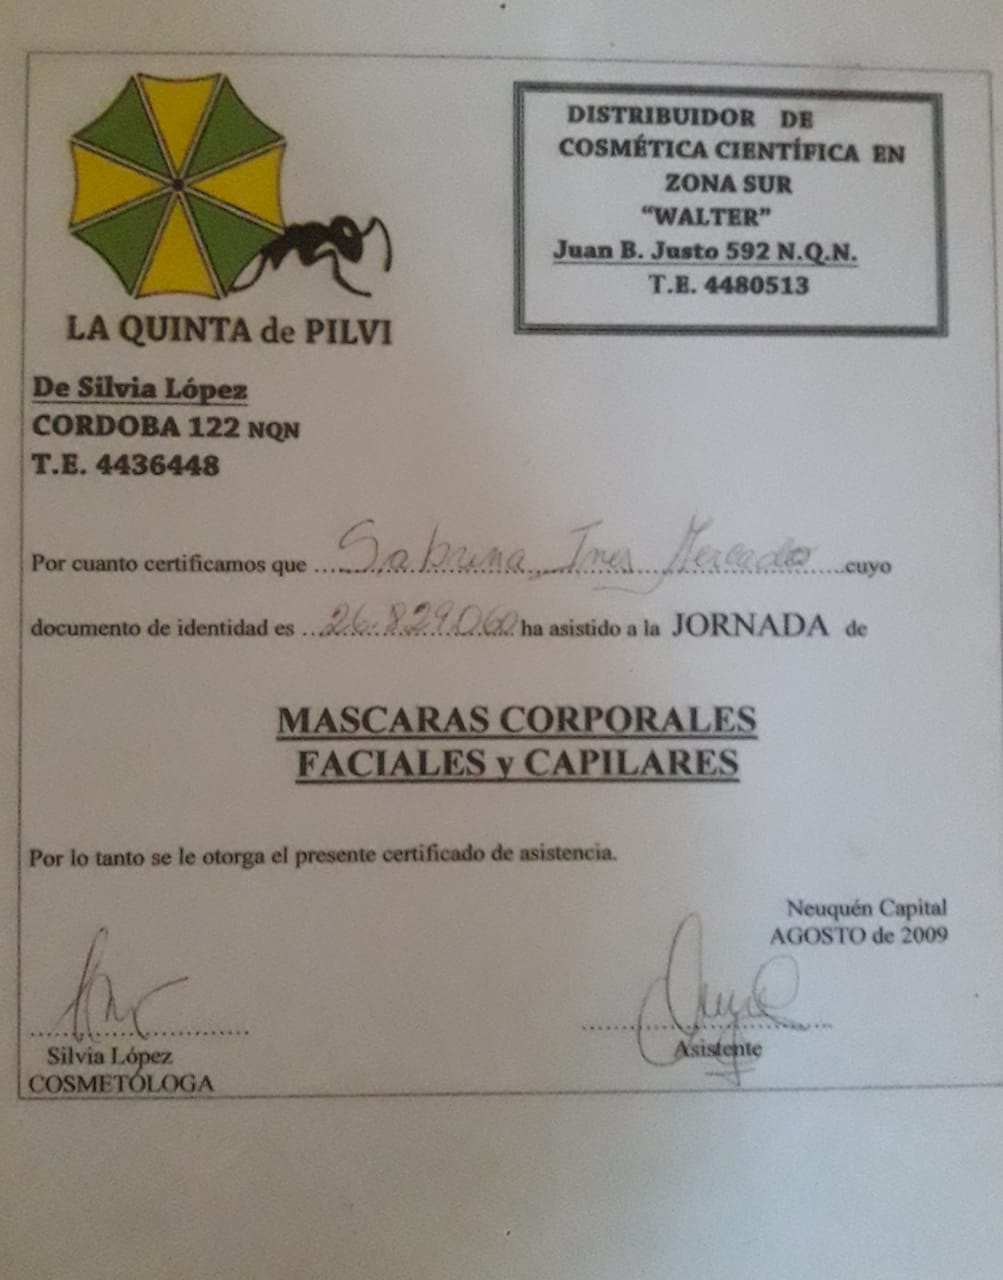 LA QUINTA de PILVI
DISTRIBUIDOR DE
COSMÉTICA CIENTÍFICA EN
ZONA SUR
“WALTER”
Juan B. Justo 592 N.Q.N.
T.E. 4480513
De Silvia López
CORDOBA 122 NQN
T.E. 4436448
Por cuanto certificamos que Sabrina Ines Mercado cuyo
documento de identidad es 26.829.060 ha asistido a la JORNADA de
MASCARAS CORPORALES
FACIALES y CAPILARES
Por lo tanto se le otorga el presente certificado de asistencia.
Neuquén Capital
AGOSTO de 2009
Silvia López
COSMETÓLOGA
Asistente